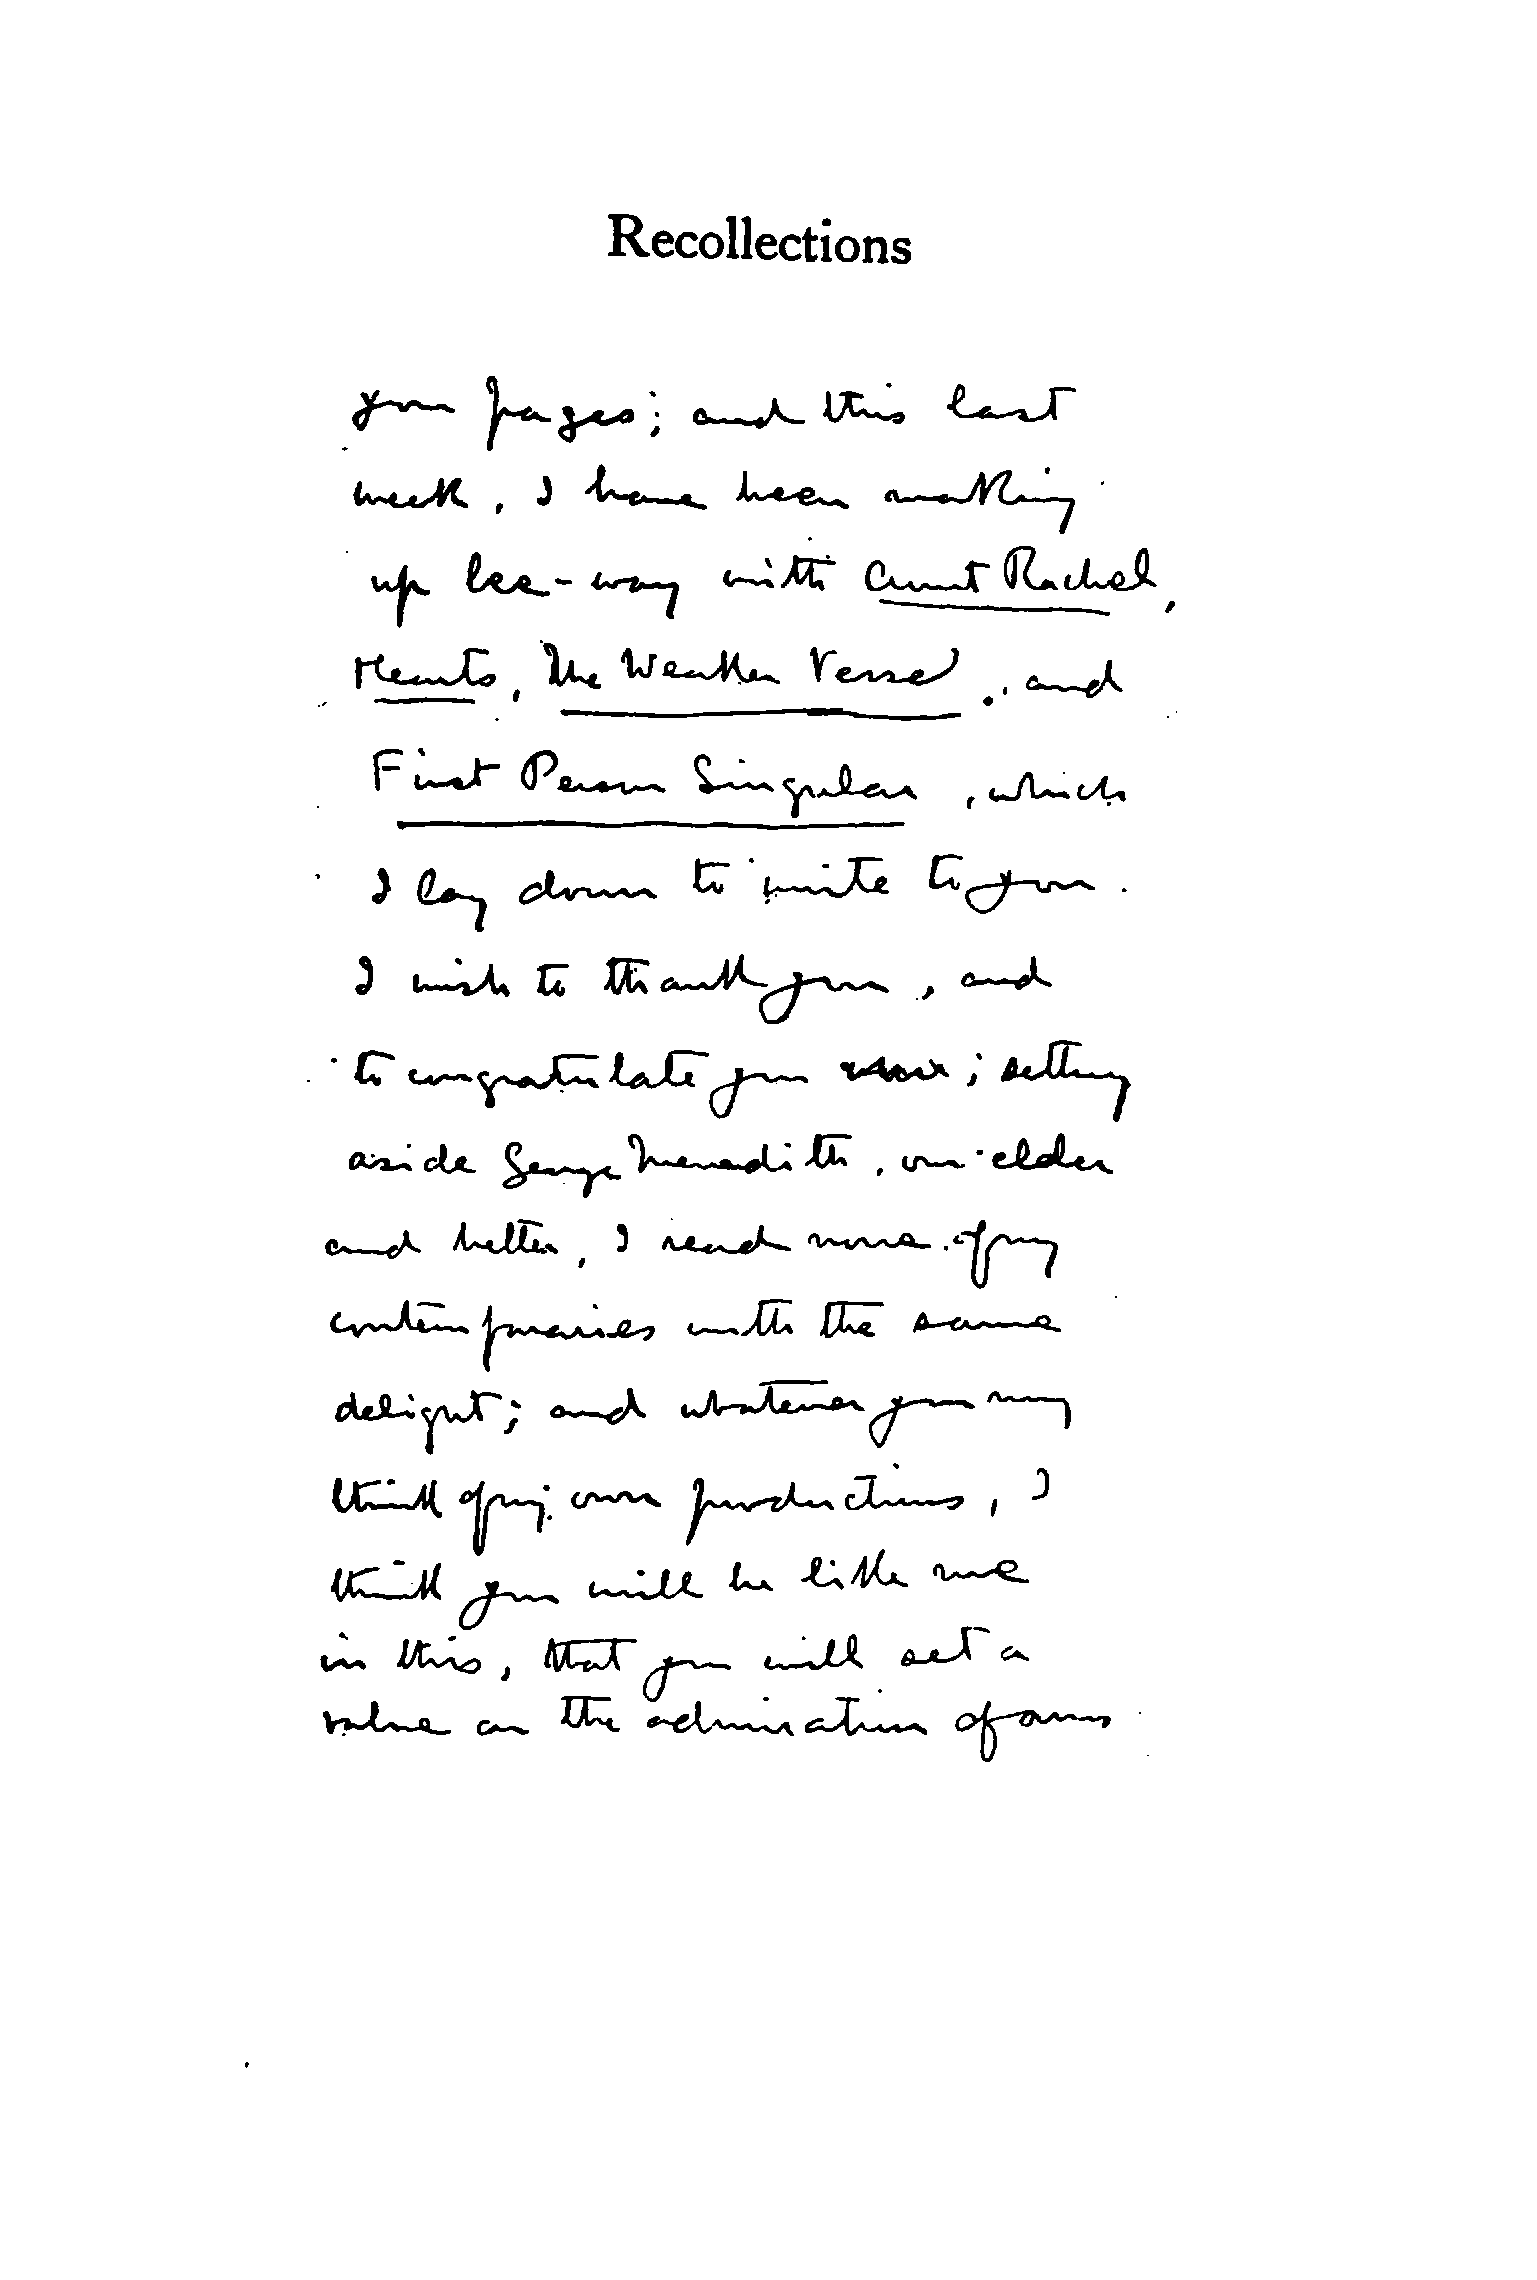 Recollections
your pages; and this last
week, I have been making
up lee-way with Aunt Rachel,
Hearts, The Weather Verse, and
First Person Singular, which
I lay down to write to you.
I wish to thank you, and
to congratulate you; setting
aside George Meredith, our elder
and better, I read none of my
contemporaries with the same
delight; and whatever you may
think of my own productions, I
think you will be like me
in this, that you will set a
value on the admiration of